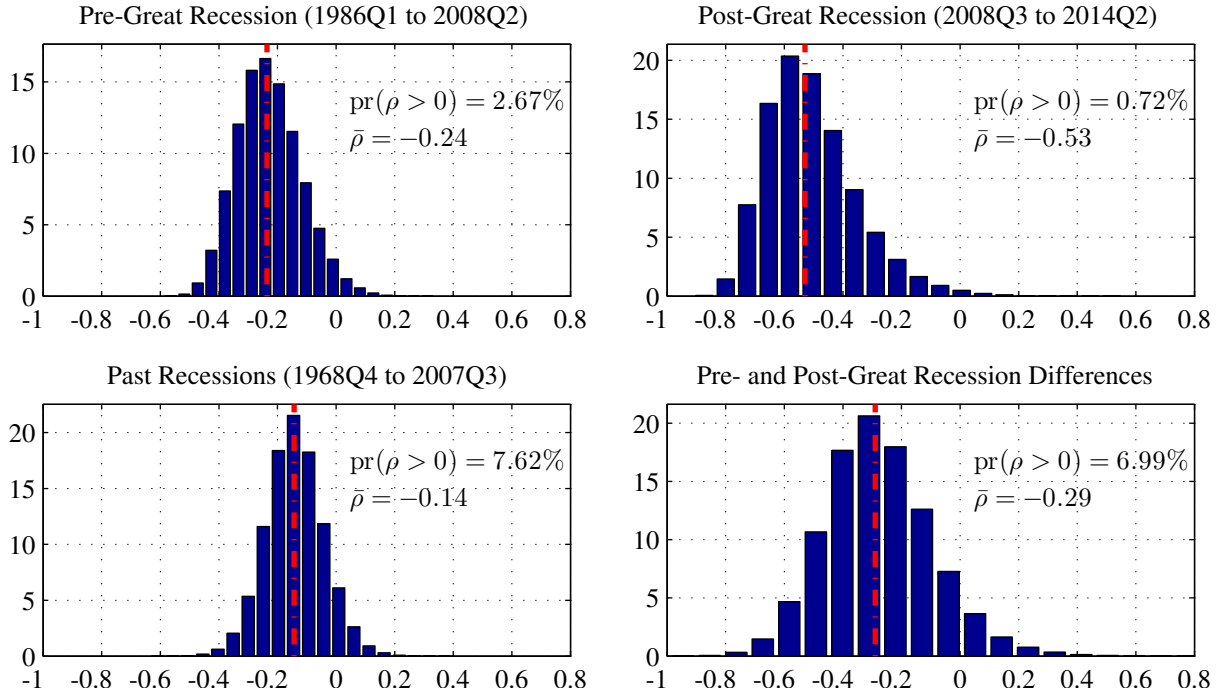 Pre-Great Recession (1986Q1 to 2008Q2)
15
10
5
0
pr(ρ > 0) = 2.67%
ρ̄ = −0.24
-1 -0.8 -0.6 -0.4 -0.2 0 0.2 0.4 0.6 0.8
Post-Great Recession (2008Q3 to 2014Q2)
20
15
10
5
0
pr(ρ > 0) = 0.72%
ρ̄ = −0.53
-1 -0.8 -0.6 -0.4 -0.2 0 0.2 0.4 0.6 0.8
Past Recessions (1968Q4 to 2007Q3)
20
15
10
5
0
pr(ρ > 0) = 7.62%
ρ̄ = −0.14
-1 -0.8 -0.6 -0.4 -0.2 0 0.2 0.4 0.6 0.8
Pre- and Post-Great Recession Differences
20
15
10
5
0
pr(ρ > 0) = 6.99%
ρ̄ = −0.29
-1 -0.8 -0.6 -0.4 -0.2 0 0.2 0.4 0.6 0.8